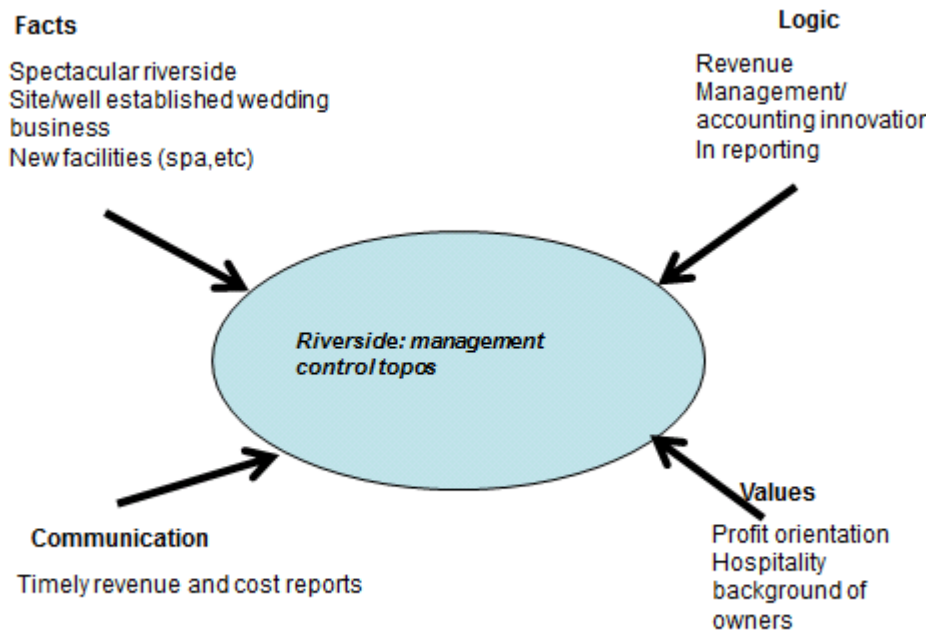 Facts
Spectacular riverside
Site/well established wedding
business
New facilities (spa,etc)
Logic
Revenue
Management/
accounting innovation
In reporting
Riverside: management
control topos
Communication
Timely revenue and cost reports
Values
Profit orientation
Hospitality
background of
owners